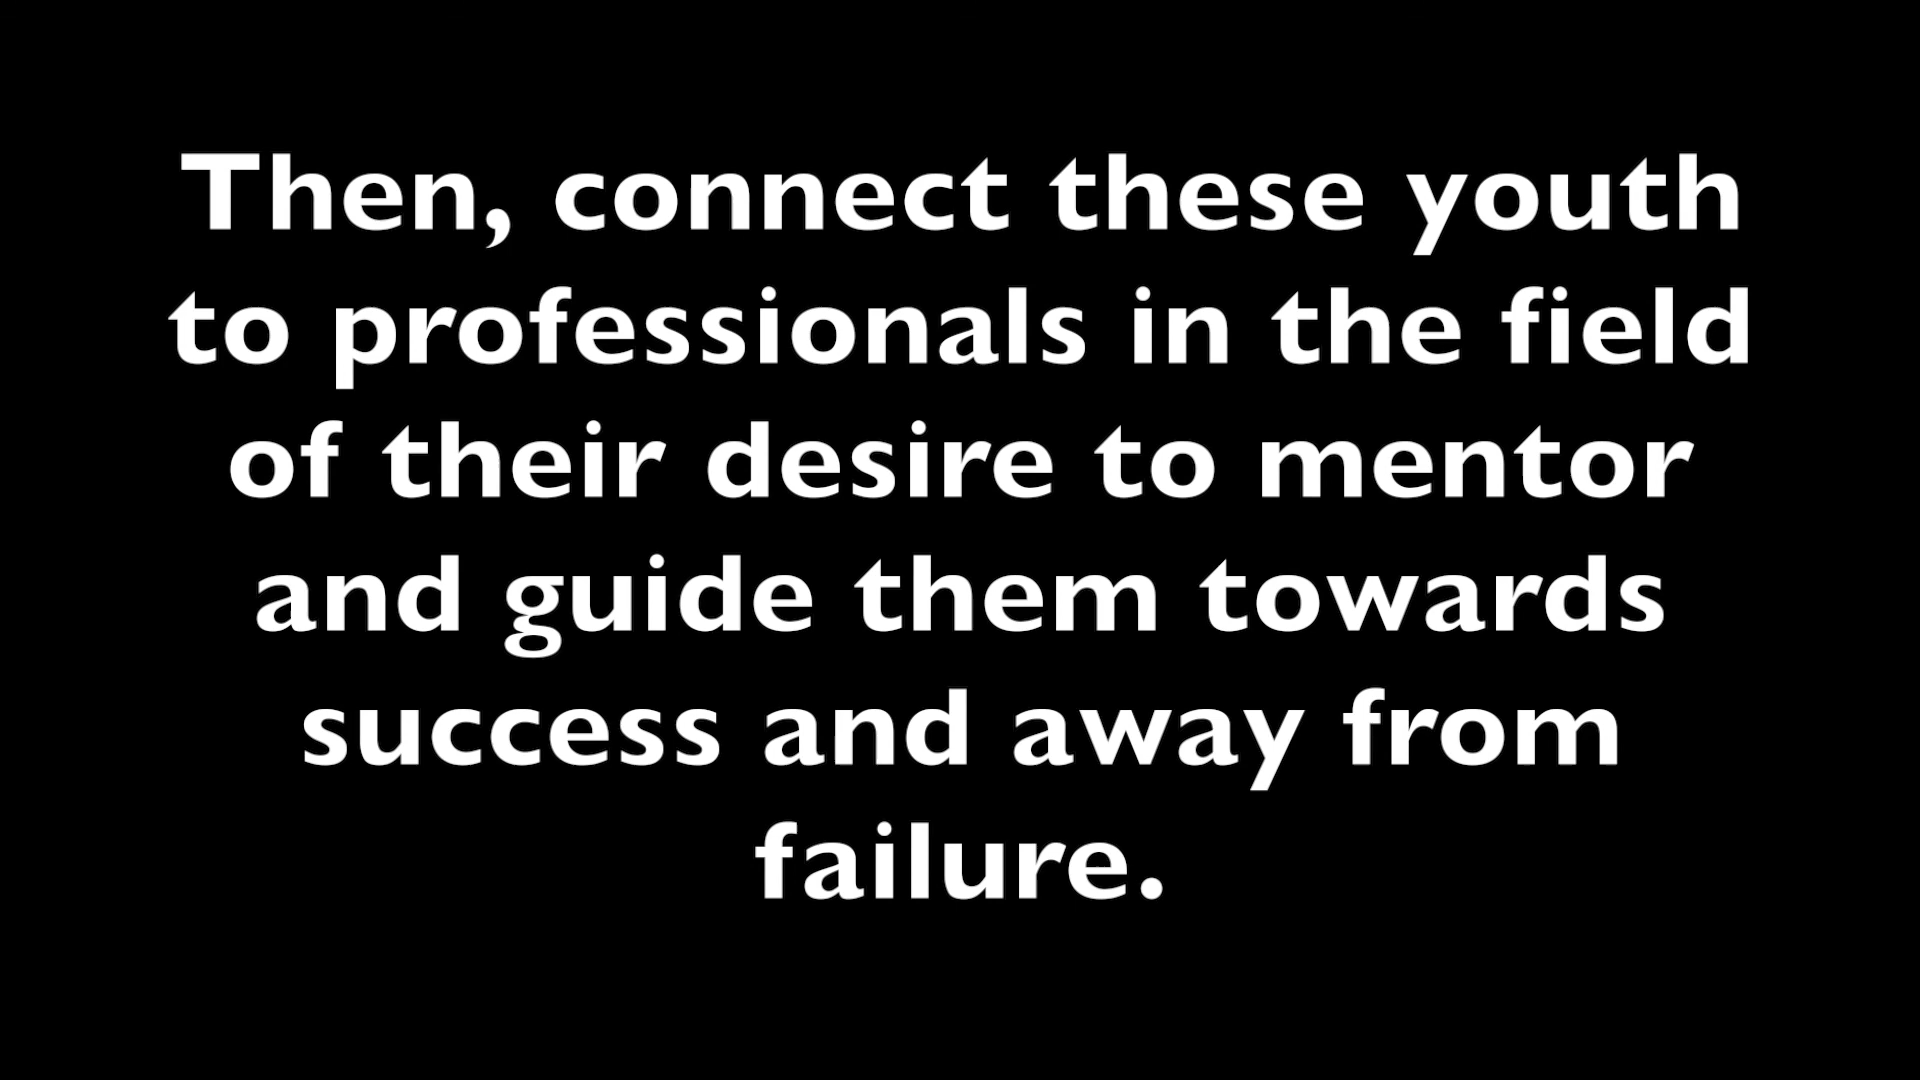 Then, connect these youth
to professionals in the field
of their desire to mentor
and guide them towards
success and away from
failure.